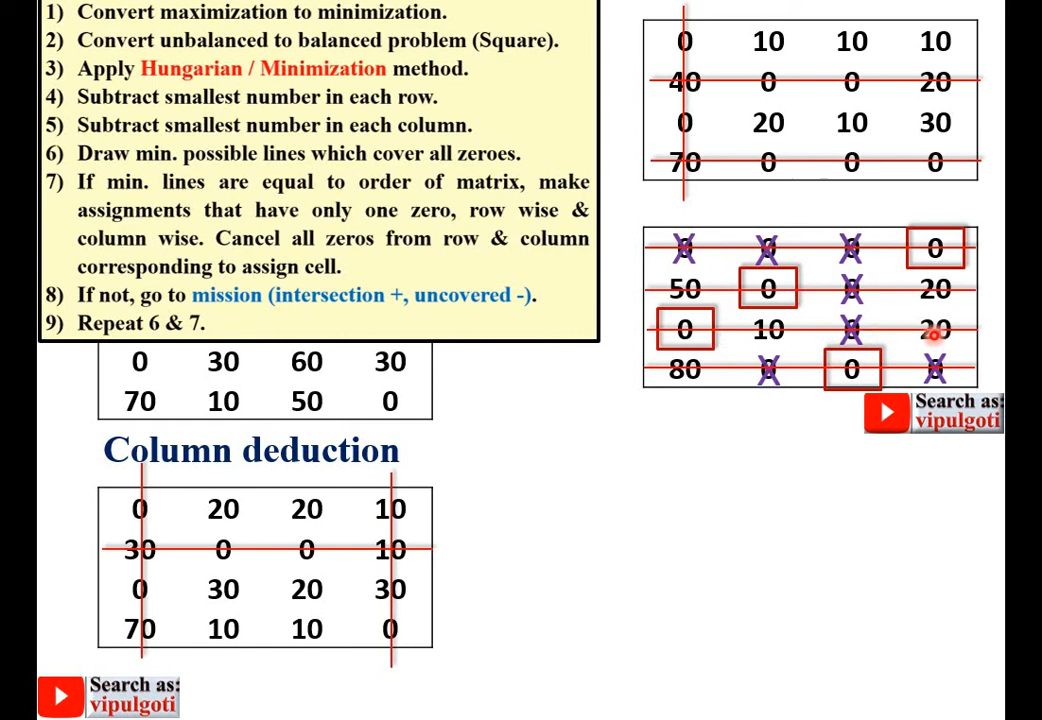 1) Convert maximization to minimization.
2) Convert unbalanced to balanced problem (Square).
3) Apply Hungarian / Minimization method.
4) Subtract smallest number in each row.
5) Subtract smallest number in each column.
6) Draw min. possible lines which cover all zeroes.
7) If min. lines are equal to order of matrix, make
assignments that have only one zero, row wise &
column wise. Cancel all zeros from row & column
corresponding to assign cell.
8) If not, go to mission (intersection +, uncovered -).
9) Repeat 6 & 7.
0 30 60 30
70 10 50 0
Column deduction
0 20 20 10
30 0 0 10
0 30 20 30
70 10 10 0
Search as:
vipulgoti
0 10 10 10
40 0 0 20
0 20 10 30
70 0 0 0
0 0 0 0
50 0 0 20
0 10 0 20
80 0 0 0
Search as:
vipulgoti